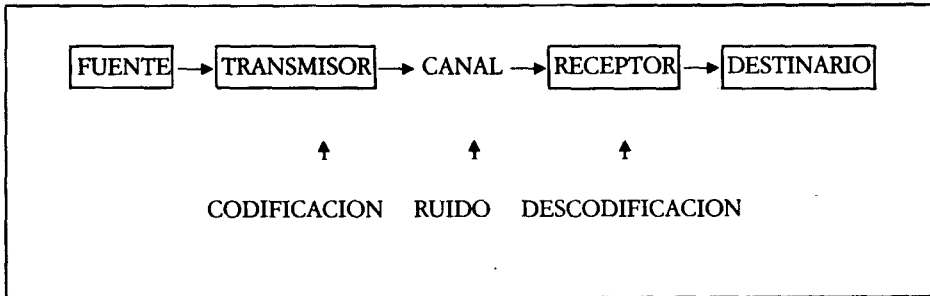 FUENTE TRANSMISOR CANAL RECEPTOR DESTINARIO
CODIFICACION RUIDO DESCODIFICACION